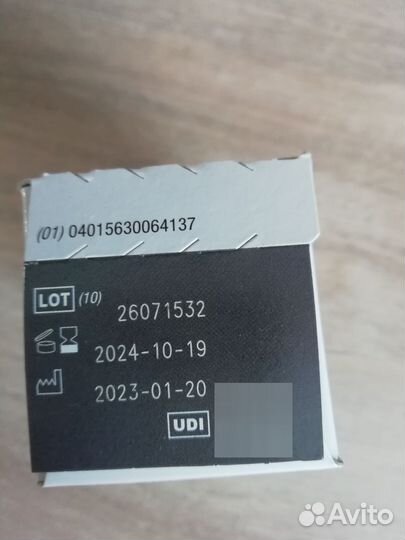 (01) 04015630064137
LOT (10) 26071532
2024-10-19
2023-01-20
UDI
Avito